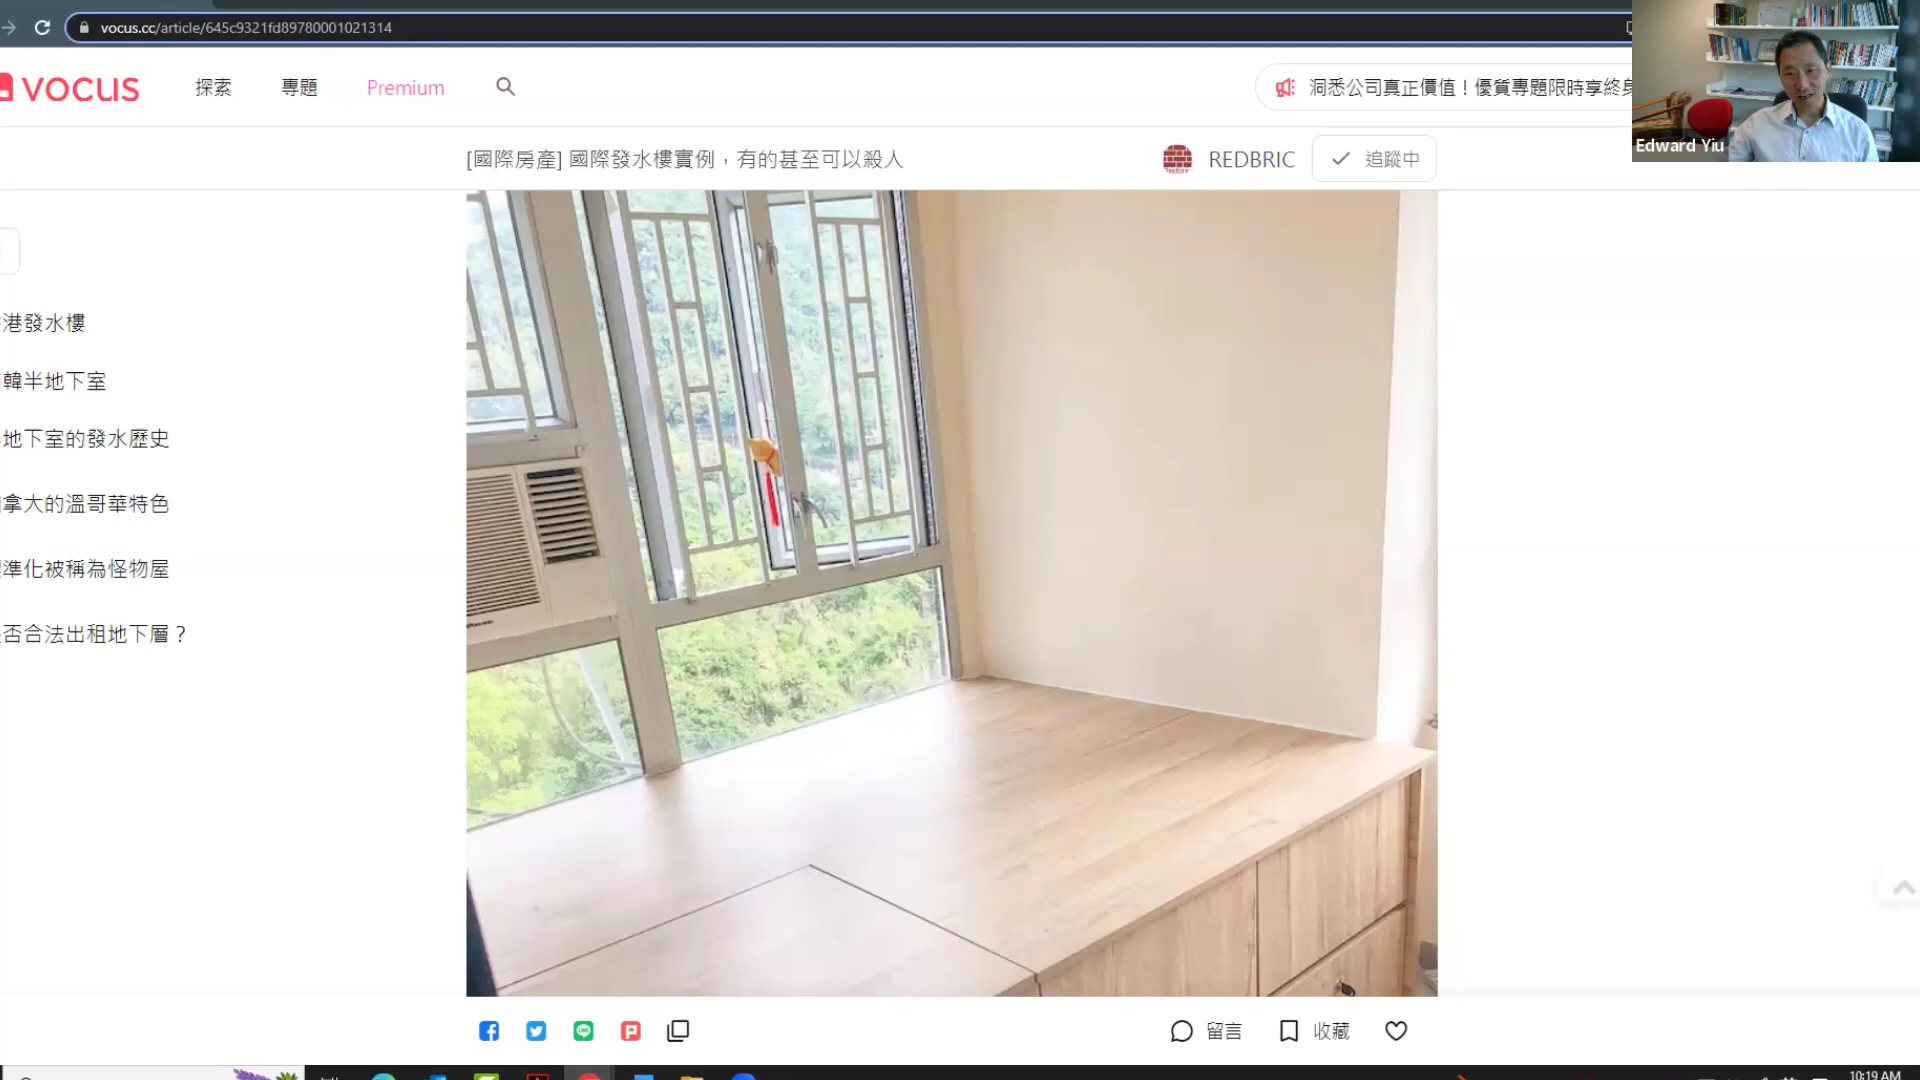 vocus.cc/article/645c9321fd89780001021314
vocus
探索
專題
Premium
洞悉公司真正價值！優質專題限時享終
Edward Yiu
[國際房產] 國際發水樓實例，有的甚至可以殺人
REDBRIC
追蹤中
港發水樓
韓半地下室
地下室的發水歷史
拿大的溫哥華特色
準化被稱為怪物屋
否合法出租地下層？
留言
收藏
10:19 AM